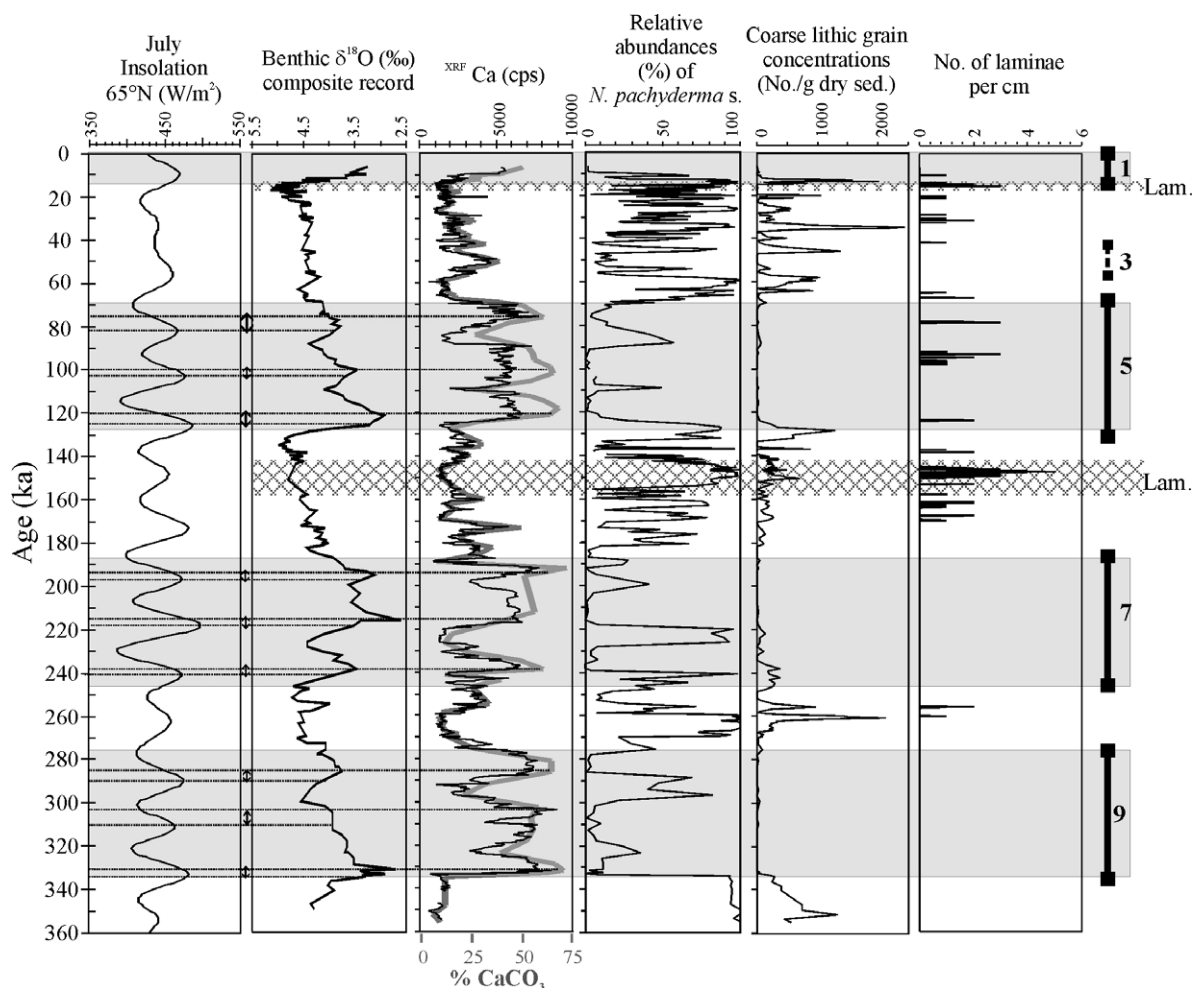 July
Insolation
65°N (W/m²)
Benthic δ¹⁸O (‰)
composite record
XRF Ca (cps)
Relative
abundances
(%) of
N. pachyderma s.
Coarse lithic grain
concentrations
(No./g dry sed.)
No. of laminae
per cm
350 450 550
5.5 4.5 3.5 2.5
0 5000 10000
0 50 100
0 1000 2000
0 2 4 6
Age (ka)
0
20
40
60
80
100
120
140
160
180
200
220
240
260
280
300
320
340
360
1
Lam.
3
5
Lam.
7
9
0 25 50 75
% CaCO₃